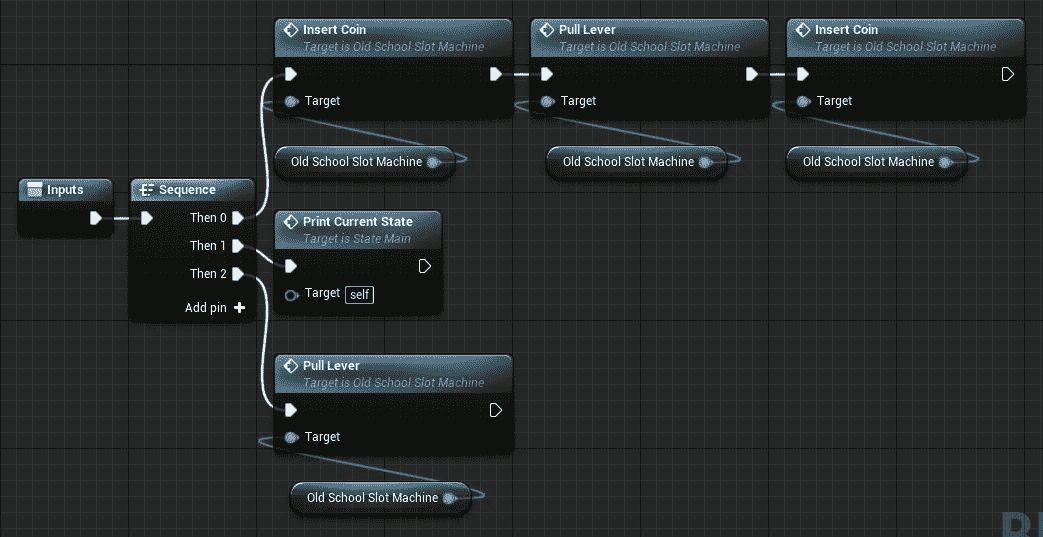 Insert Coin
Target is Old School Slot Machine
Target
Old School Slot Machine
Pull Lever
Target is Old School Slot Machine
Target
Old School Slot Machine
Insert Coin
Target is Old School Slot Machine
Target
Old School Slot Machine
Inputs
Sequence
Then 0
Then 1
Then 2
Add pin
Print Current State
Target is State Main
Target self
Pull Lever
Target is Old School Slot Machine
Target
Old School Slot Machine